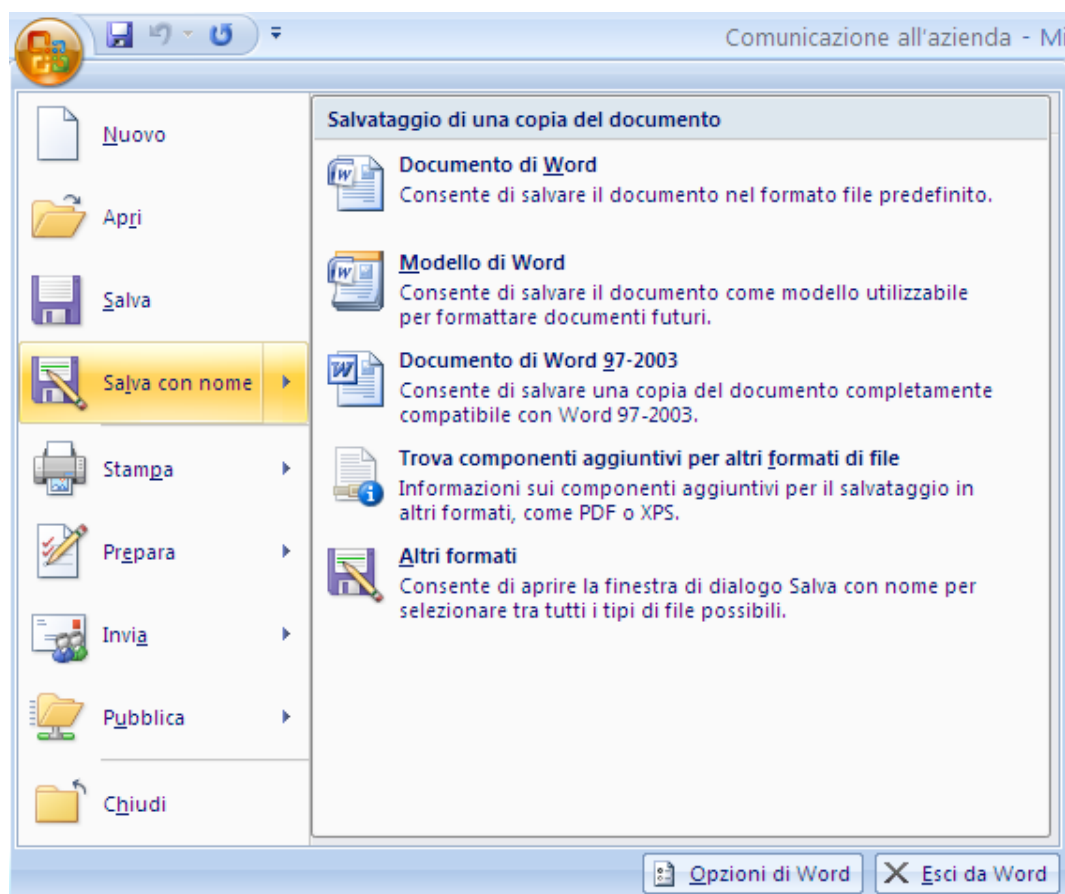 Comunicazione all'azienda - Mi
Nuovo
Apri
Salva
Salva con nome
Stampa
Prepara
Invia
Pubblica
Chiudi
Salvataggio di una copia del documento
Documento di Word
Consente di salvare il documento nel formato file predefinito.
Modello di Word
Consente di salvare il documento come modello utilizzabile
per formattare documenti futuri.
Documento di Word 97-2003
Consente di salvare una copia del documento completamente
compatibile con Word 97-2003.
Trova componenti aggiuntivi per altri formati di file
Informazioni sui componenti aggiuntivi per il salvataggio in
altri formati, come PDF o XPS.
Altri formati
Consente di aprire la finestra di dialogo Salva con nome per
selezionare tra tutti i tipi di file possibili.
Opzioni di Word
Esci da Word